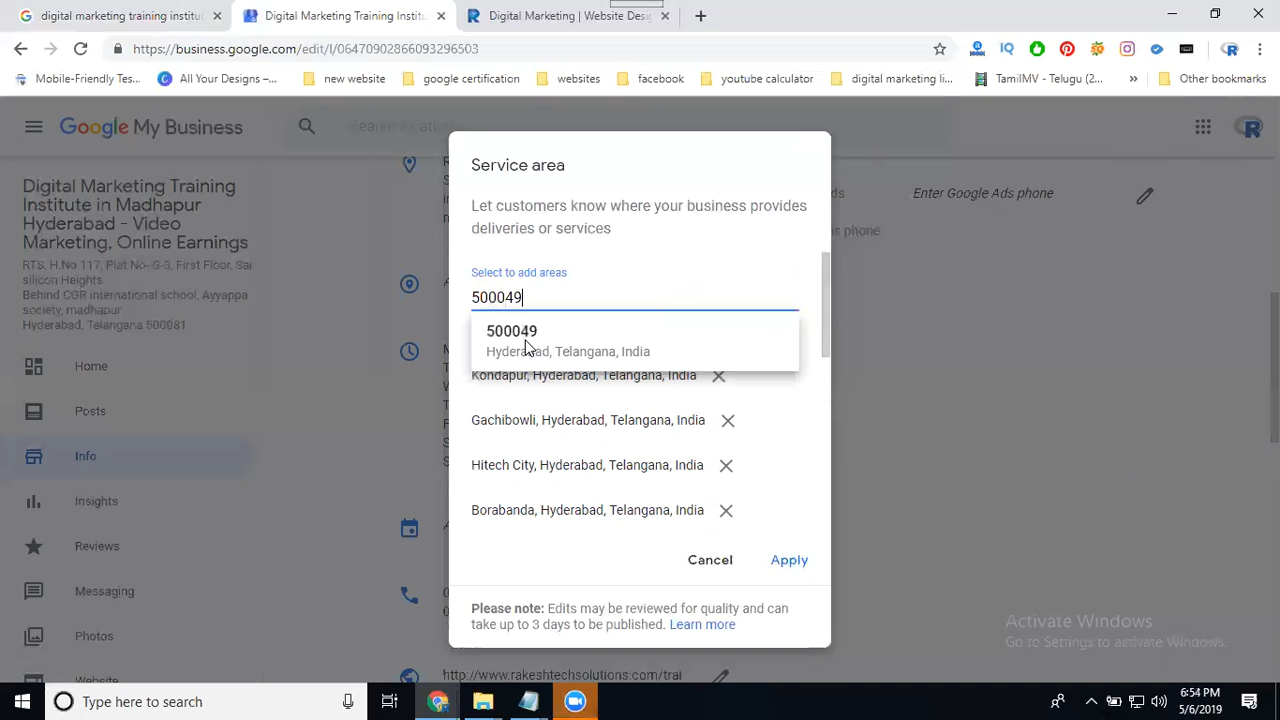 digital marketing training institut
Digital Marketing Training Instit
Digital Marketing | Website Desi
https://business.google.com/edit/l/06470902866093296503
Mobile-Friendly Tes...
All Your Designs –...
new website
google certification
websites
facebook
youtube calculator
digital marketing li...
TamilMV - Telugu (2...
Other bookmarks
Google My Business
Digital Marketing Training
Institute in Madhapur
Hyderabad - Video
Marketing, Online Earnings
RTS, H.No 117, Plat No- G-3, First Floor, Sai
silicon Heights
Behind CGR international school, Ayyappa
society, madhapur
Hyderabad, Telangana 500081
Home
Posts
Info
Insights
Reviews
Messaging
Photos
Website
Service area
Let customers know where your business provides
deliveries or services
Select to add areas
500049
500049
Hyderabad, Telangana, India
Kondapur, Hyderabad, Telangana, India
Gachibowli, Hyderabad, Telangana, India
Hitech City, Hyderabad, Telangana, India
Borabanda, Hyderabad, Telangana, India
Cancel
Apply
Please note: Edits may be reviewed for quality and can
take up to 3 days to be published. Learn more
Enter Google Ads phone
phone
http://www.rakeshtechsolutions.com/trai
Activate Windows
Go to Settings to activate Windows.
Type here to search
6:54 PM
5/6/2019